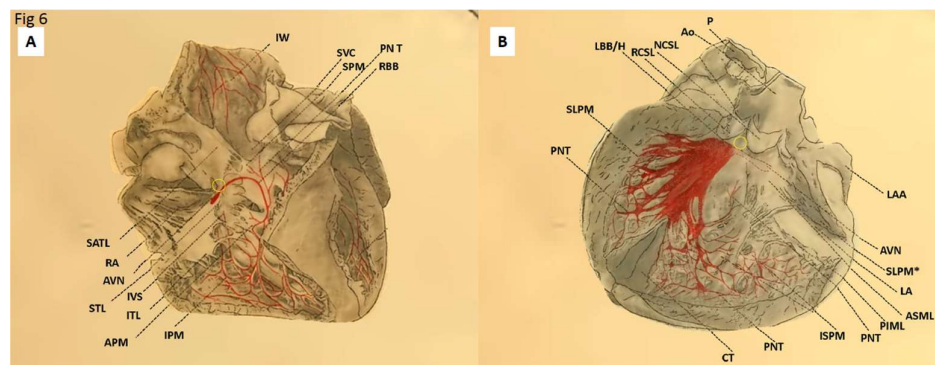 Fig 6
A
IW
SVC
SPM
PN T
RBB
SATL
RA
AVN
STL
IVS
ITL
APM
IPM
B
P
Ao
NCSL
RCSL
LBB/H
SLPM
PNT
LAA
AVN
SLPM*
LA
ASML
PIML
PNT
ISPM
PNT
CT